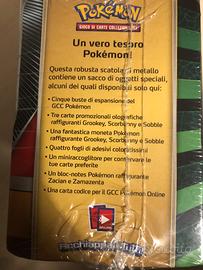 POKéMON
GIOCO DI CARTE COLLEZIONABILI
Un vero tesoro
Pokémon!
Questa robusta scatola di metallo
contiene un sacco di oggetti speciali,
alcuni dei quali disponibili solo qui:
• Cinque buste di espansione del
GCC Pokémon
• Tre carte promozionali olografiche
raffiguranti Grookey, Scorbunny e Sobble
• Una fantastica moneta Pokémon
raffigurante Grookey, Scorbunny e Sobble
• Quattro fogli di adesivi coloratissimi
• Un miniraccoglitore per conservare le
tue carte preferite
• Un bloc-notes Pokémon raffigurante
Zacian e Zamazenta
• Una carta codice per il GCC Pokémon Online